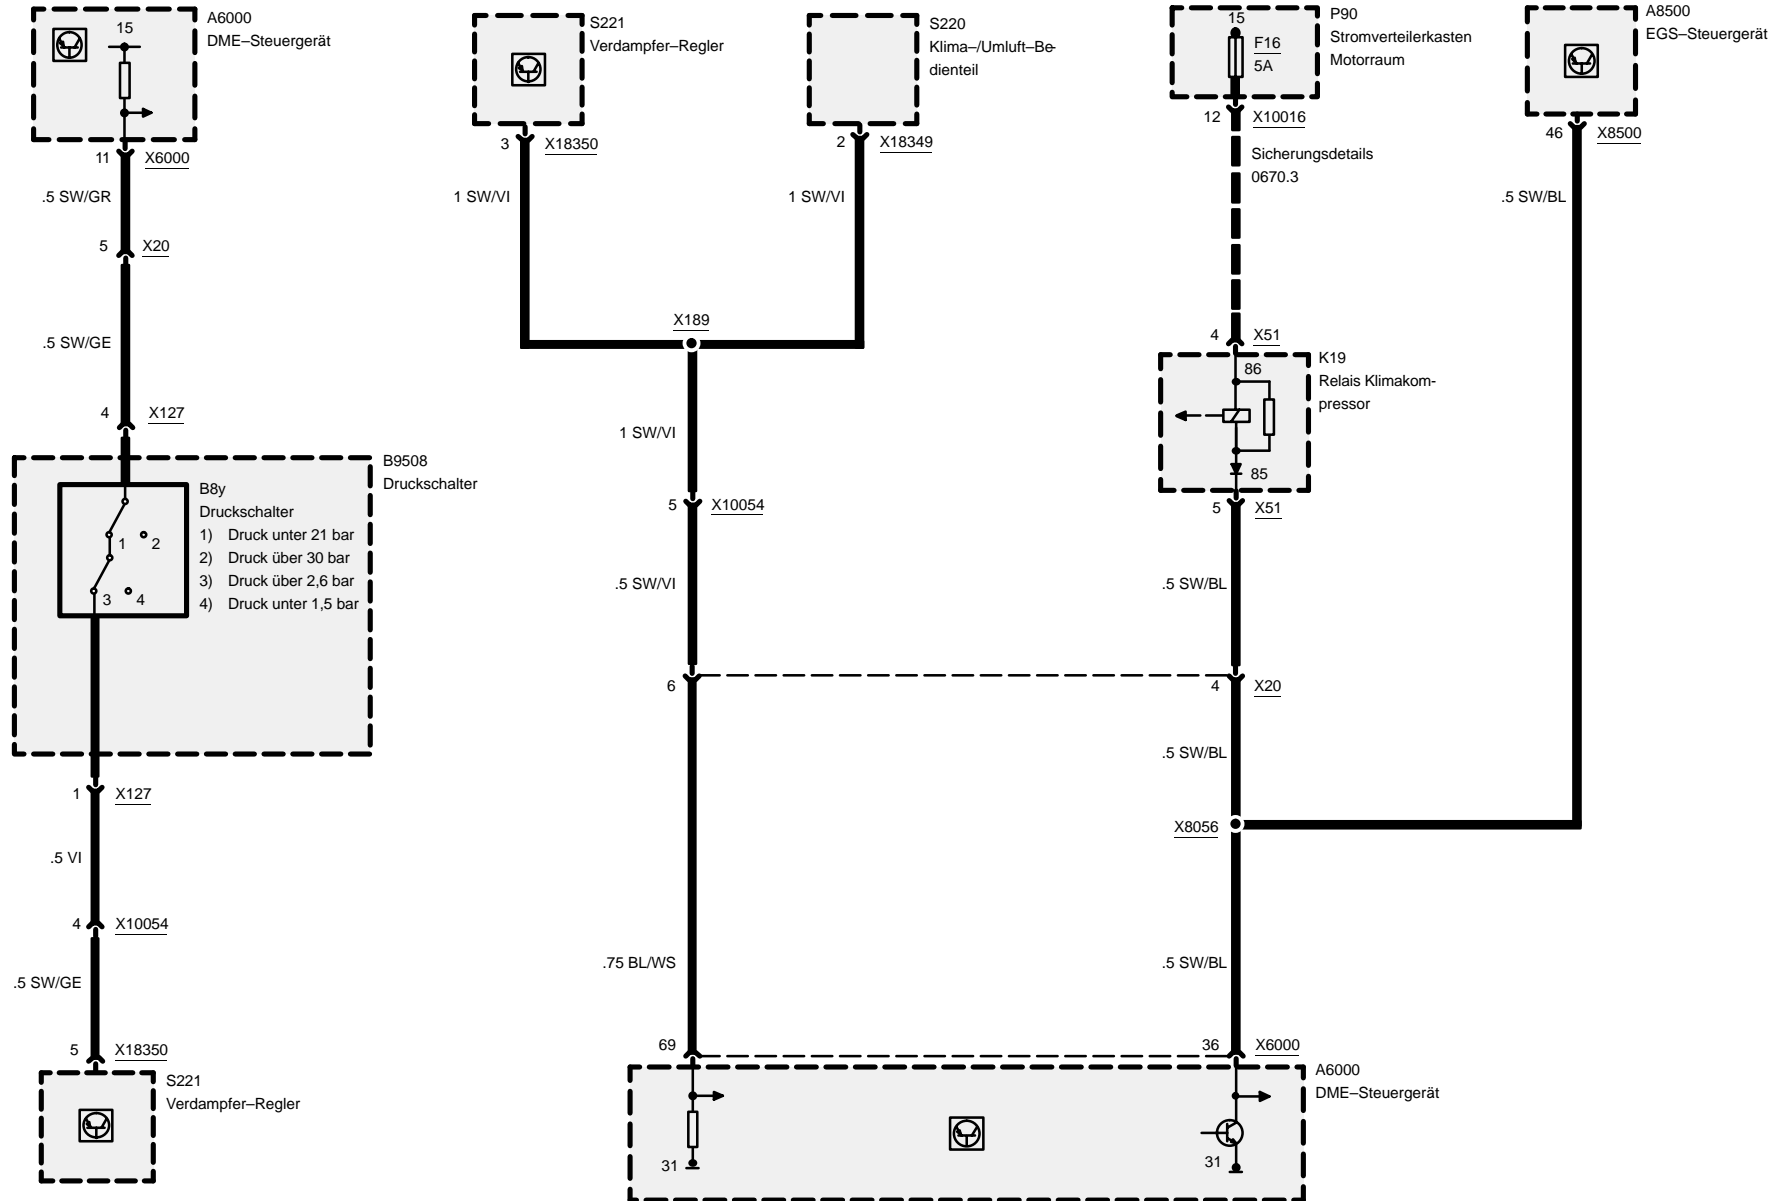 A6000
DME–Steuergerät
15
11 X6000
.5 SW/GR
5 X20
.5 SW/GE
4 X127
B9508
Druckschalter
B8y
Druckschalter
1) Druck unter 21 bar
2) Druck über 30 bar
3) Druck über 2,6 bar
4) Druck unter 1,5 bar
1 2
3 4
1 X127
.5 VI
4 X10054
.5 SW/GE
5 X18350
S221
Verdampfer–Regler
S221
Verdampfer–Regler
3 X18350
1 SW/VI
S220
Klima–/Umluft–Be-
dienteil
2 X18349
1 SW/VI
X189
1 SW/VI
5 X10054
.5 SW/VI
6
.75 BL/WS
69
31
P90
Stromverteilerkasten
Motorraum
15
F16
5A
12 X10016
Sicherungsdetails
0670.3
4 X51
K19
Relais Klimakom-
pressor
86
85
5 X51
.5 SW/BL
4 X20
.5 SW/BL
X8056
.5 SW/BL
36 X6000
A6000
DME–Steuergerät
31
A8500
EGS–Steuergerät
46 X8500
.5 SW/BL